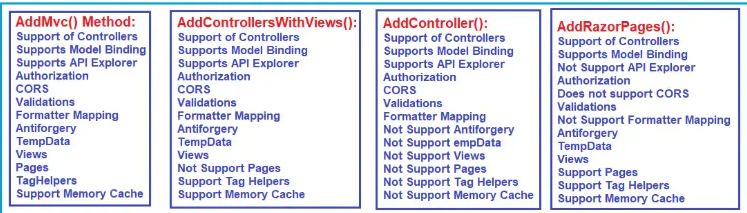 AddMvc() Method:
Support of Controllers
Supports Model Binding
Supports API Explorer
Authorization
CORS
Validations
Formatter Mapping
Antiforgery
TempData
Views
Pages
TagHelpers
Support Memory Cache
AddControllersWithViews():
Support of Controllers
Supports Model Binding
Supports API Explorer
Authorization
CORS
Validations
Formatter Mapping
Antiforgery
TempData
Views
Not Support Pages
Support Tag Helpers
Support Memory Cache
AddController():
Support of Controllers
Supports Model Binding
Supports API Explorer
Authorization
CORS
Validations
Formatter Mapping
Not Support Antiforgery
Not Support empData
Not Support Views
Not Support Pages
Not Support Tag Helpers
Not Support Memory Cache
AddRazorPages():
Support of Controllers
Supports Model Binding
Not Support API Explorer
Authorization
Does not support CORS
Validations
Not Support Formatter Mapping
Antiforgery
TempData
Views
Support Pages
Support Tag Helpers
Support Memory Cache